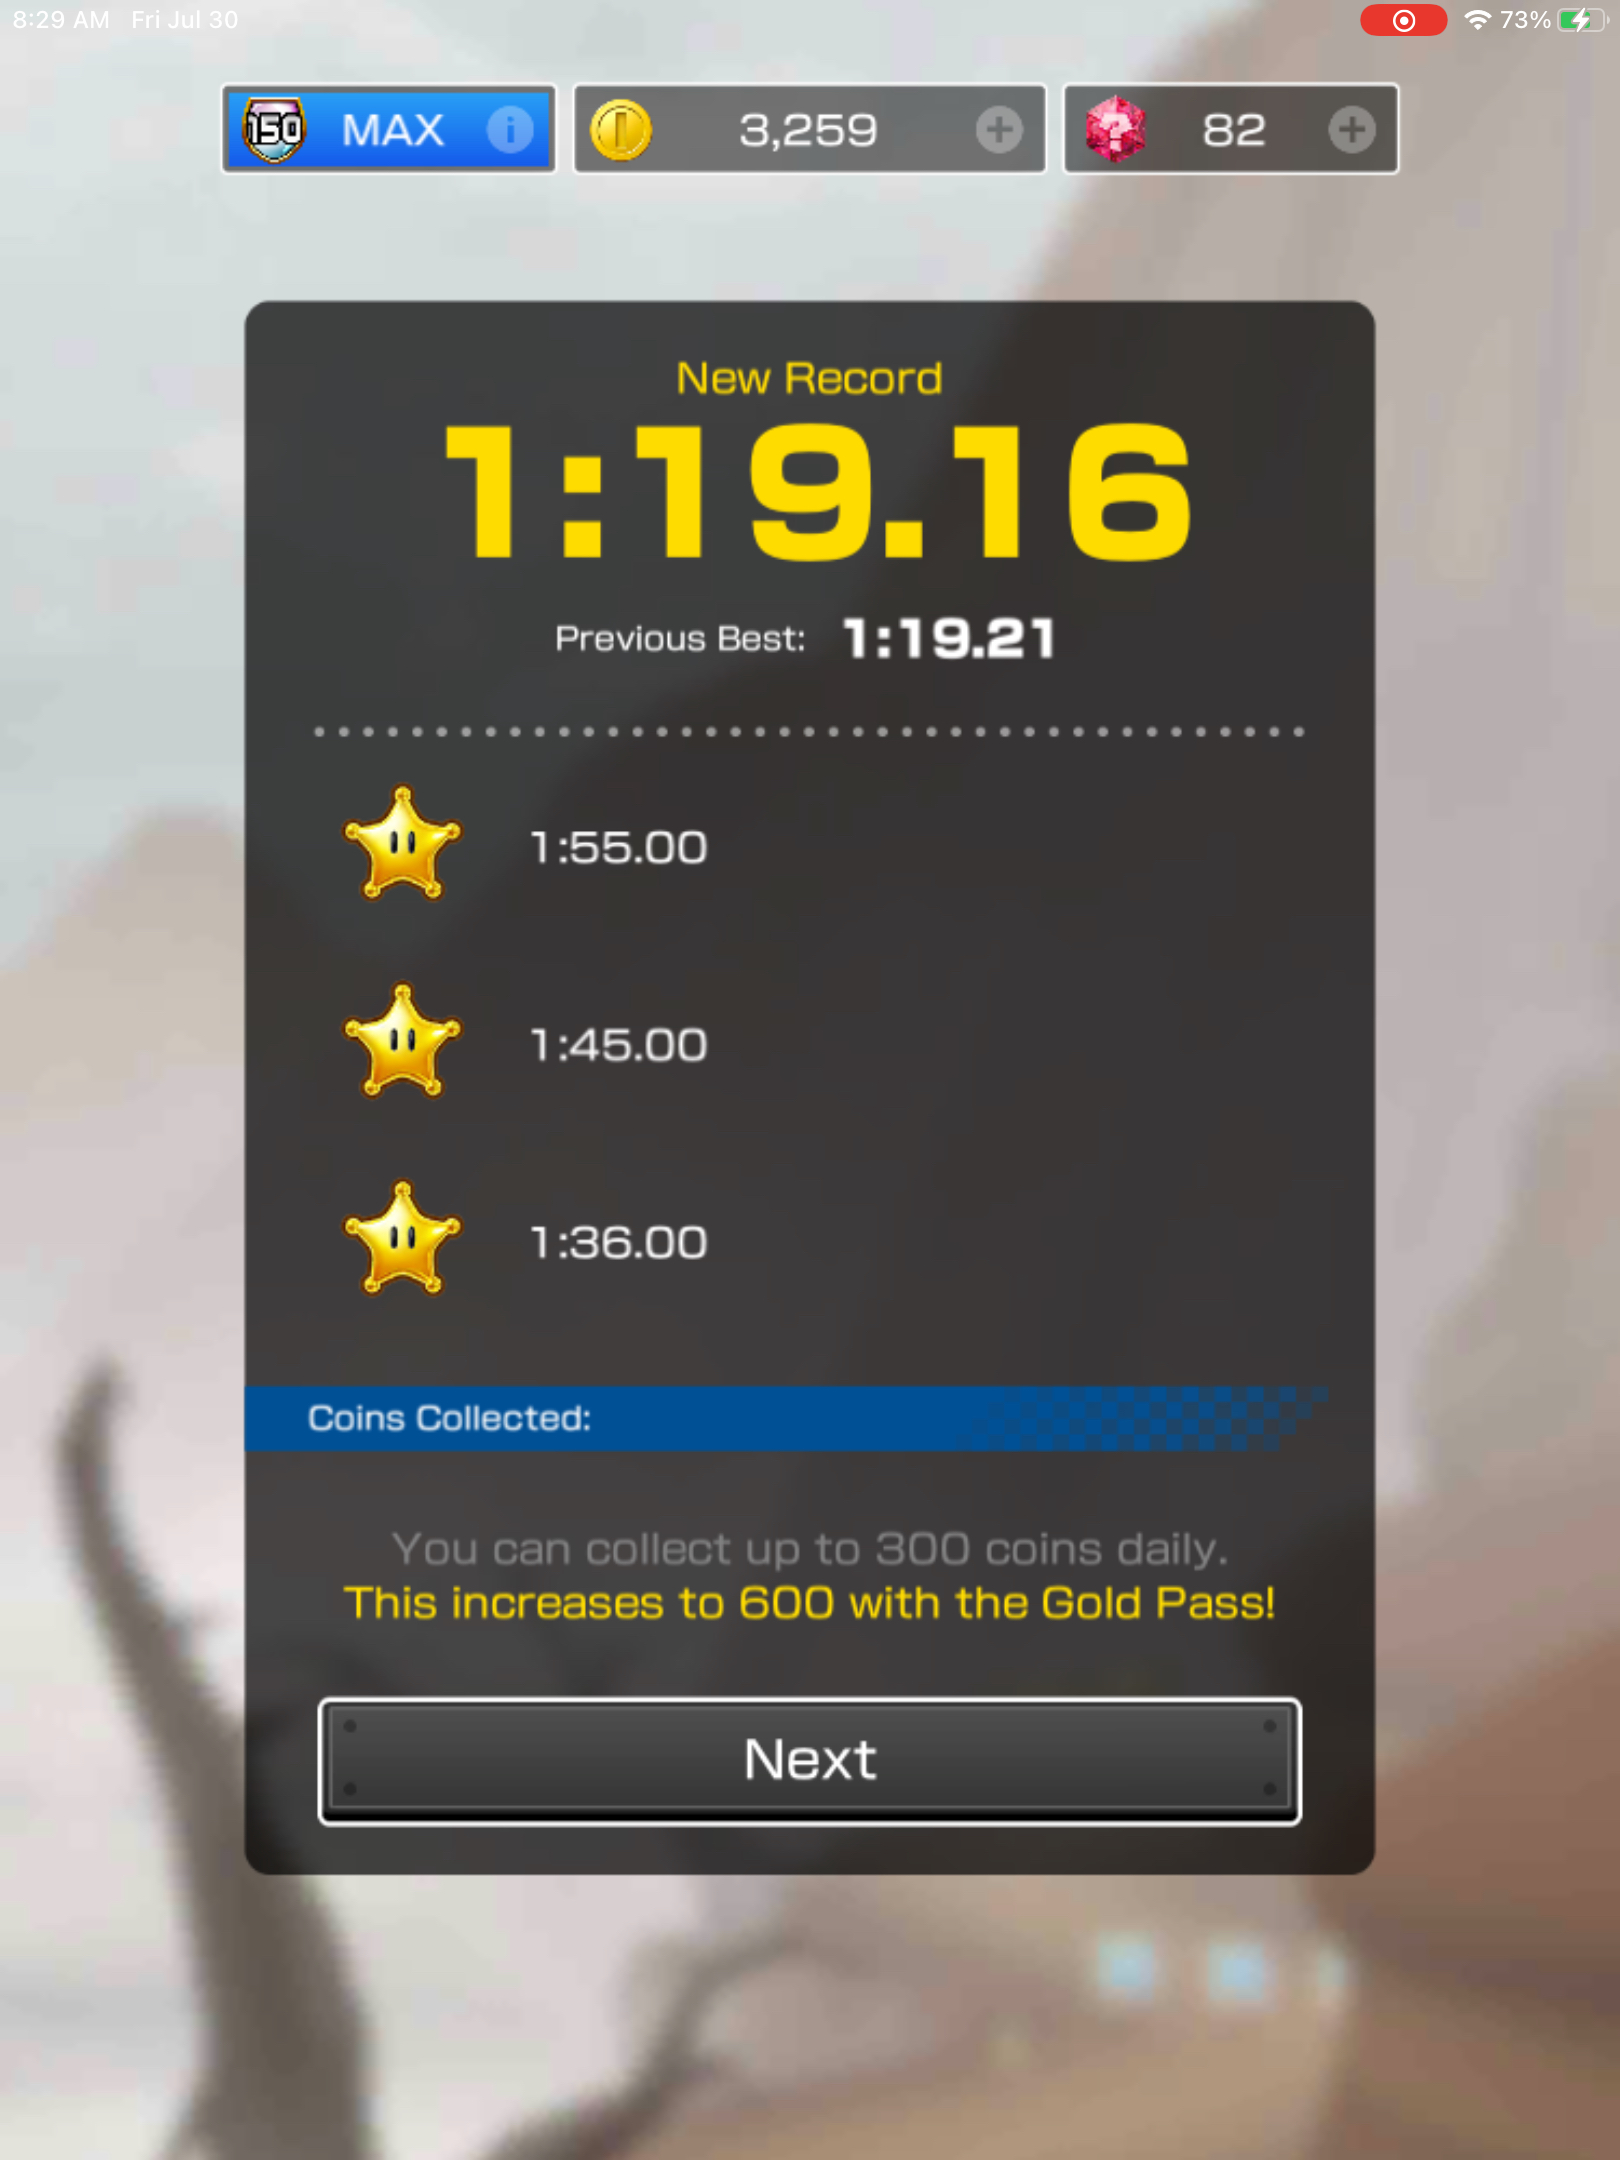 8:29 AM Fri Jul 30 73%
150 MAX i 3,259 82
New Record
1:19.16
Previous Best: 1:19.21
1:55.00
1:45.00
1:36.00
Coins Collected:
You can collect up to 300 coins daily.
This increases to 600 with the Gold Pass!
Next